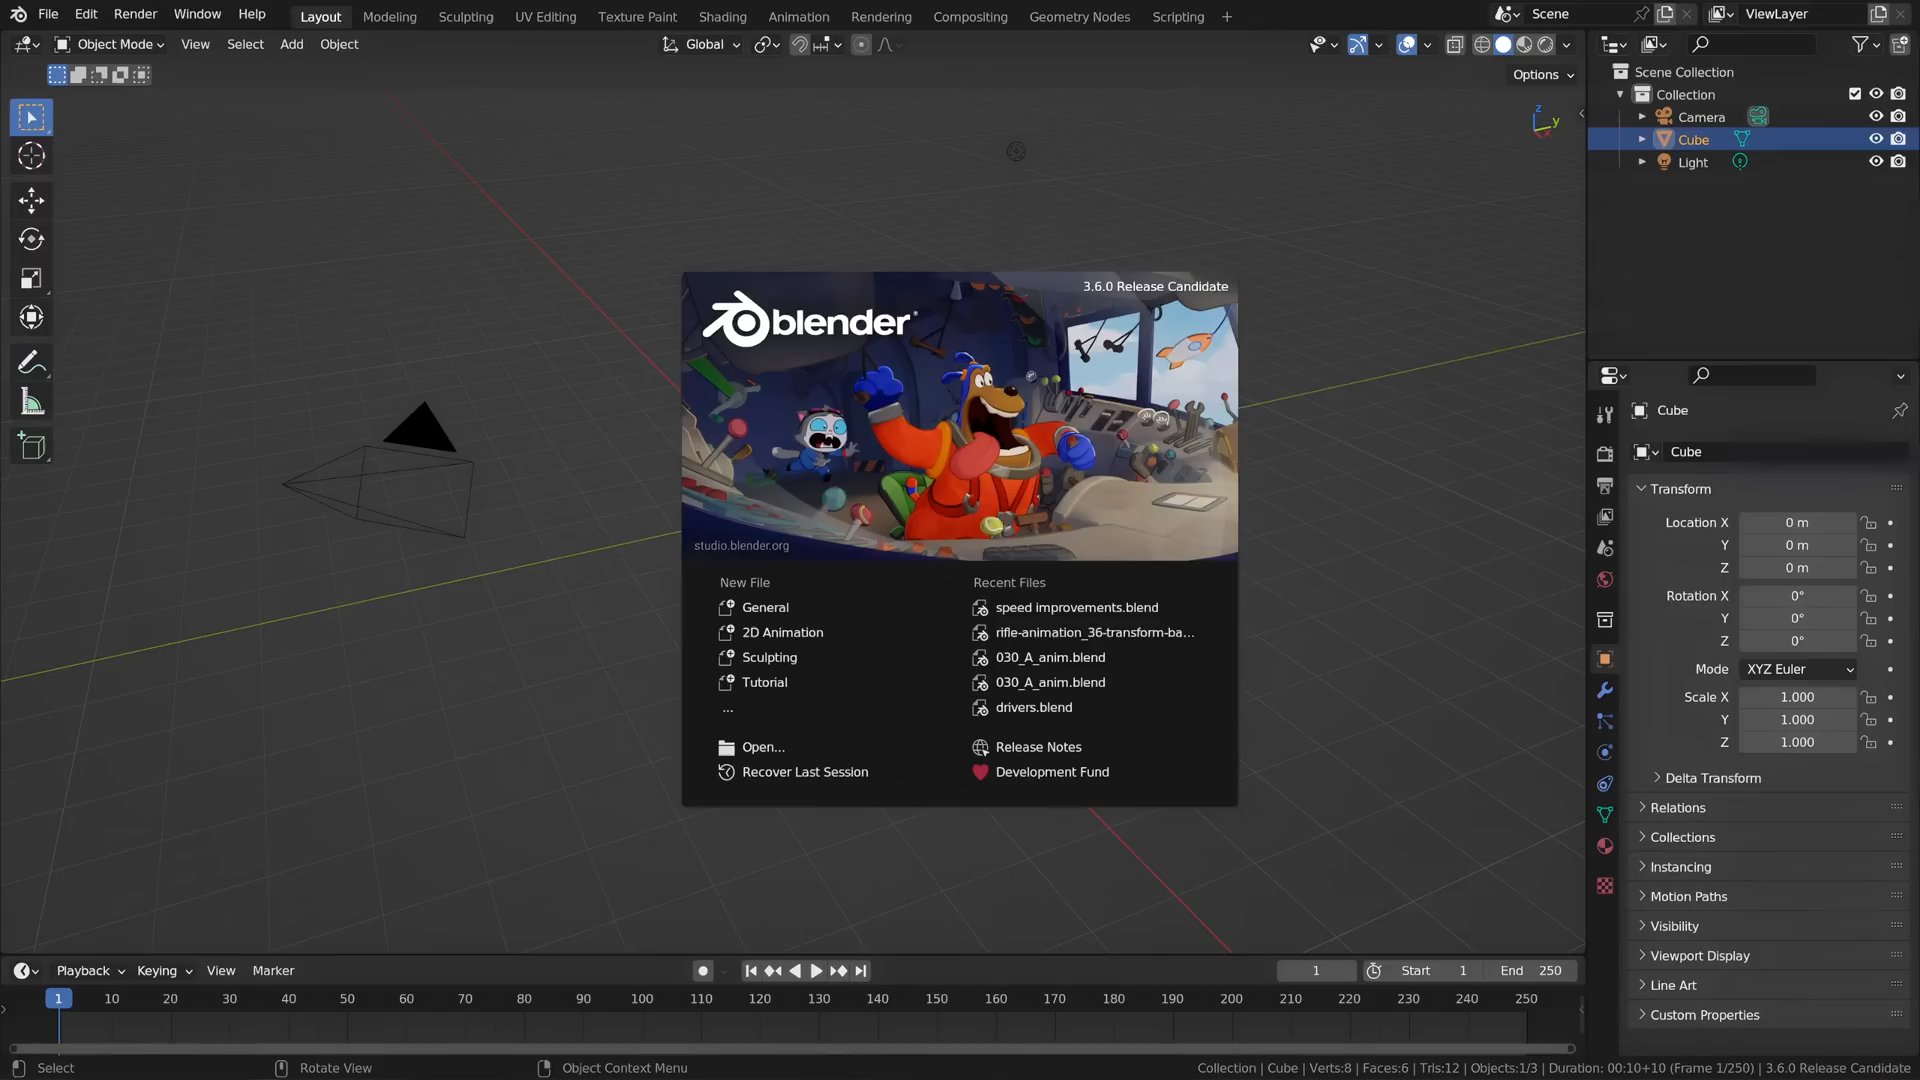 File Edit Render Window Help Layout Modeling Sculpting UV Editing Texture Paint Shading Animation Rendering Compositing Geometry Nodes Scripting + Scene ViewLayer
Object Mode View Select Add Object Global
Options
Scene Collection
Collection
Camera
Cube
Light
z
y
x
3.6.0 Release Candidate
blender
studio.blender.org
New File
General
2D Animation
Sculpting
Tutorial
...
Open...
Recover Last Session
Recent Files
speed improvements.blend
rifle-animation_36-transform-ba...
030_A_anim.blend
030_A_anim.blend
drivers.blend
Release Notes
Development Fund
Cube
Cube
Transform
Location X 0 m
Y 0 m
Z 0 m
Rotation X 0°
Y 0°
Z 0°
Mode XYZ Euler
Scale X 1.000
Y 1.000
Z 1.000
Delta Transform
Relations
Collections
Instancing
Motion Paths
Visibility
Viewport Display
Line Art
Custom Properties
Playback Keying View Marker 1 Start 1 End 250
1 10 20 30 40 50 60 70 80 90 100 110 120 130 140 150 160 170 180 190 200 210 220 230 240 250
Select Rotate View Object Context Menu Collection | Cube | Verts:8 | Faces:6 | Tris:12 | Objects:1/3 | Duration: 00:10+10 (Frame 1/250) | 3.6.0 Release Candidate